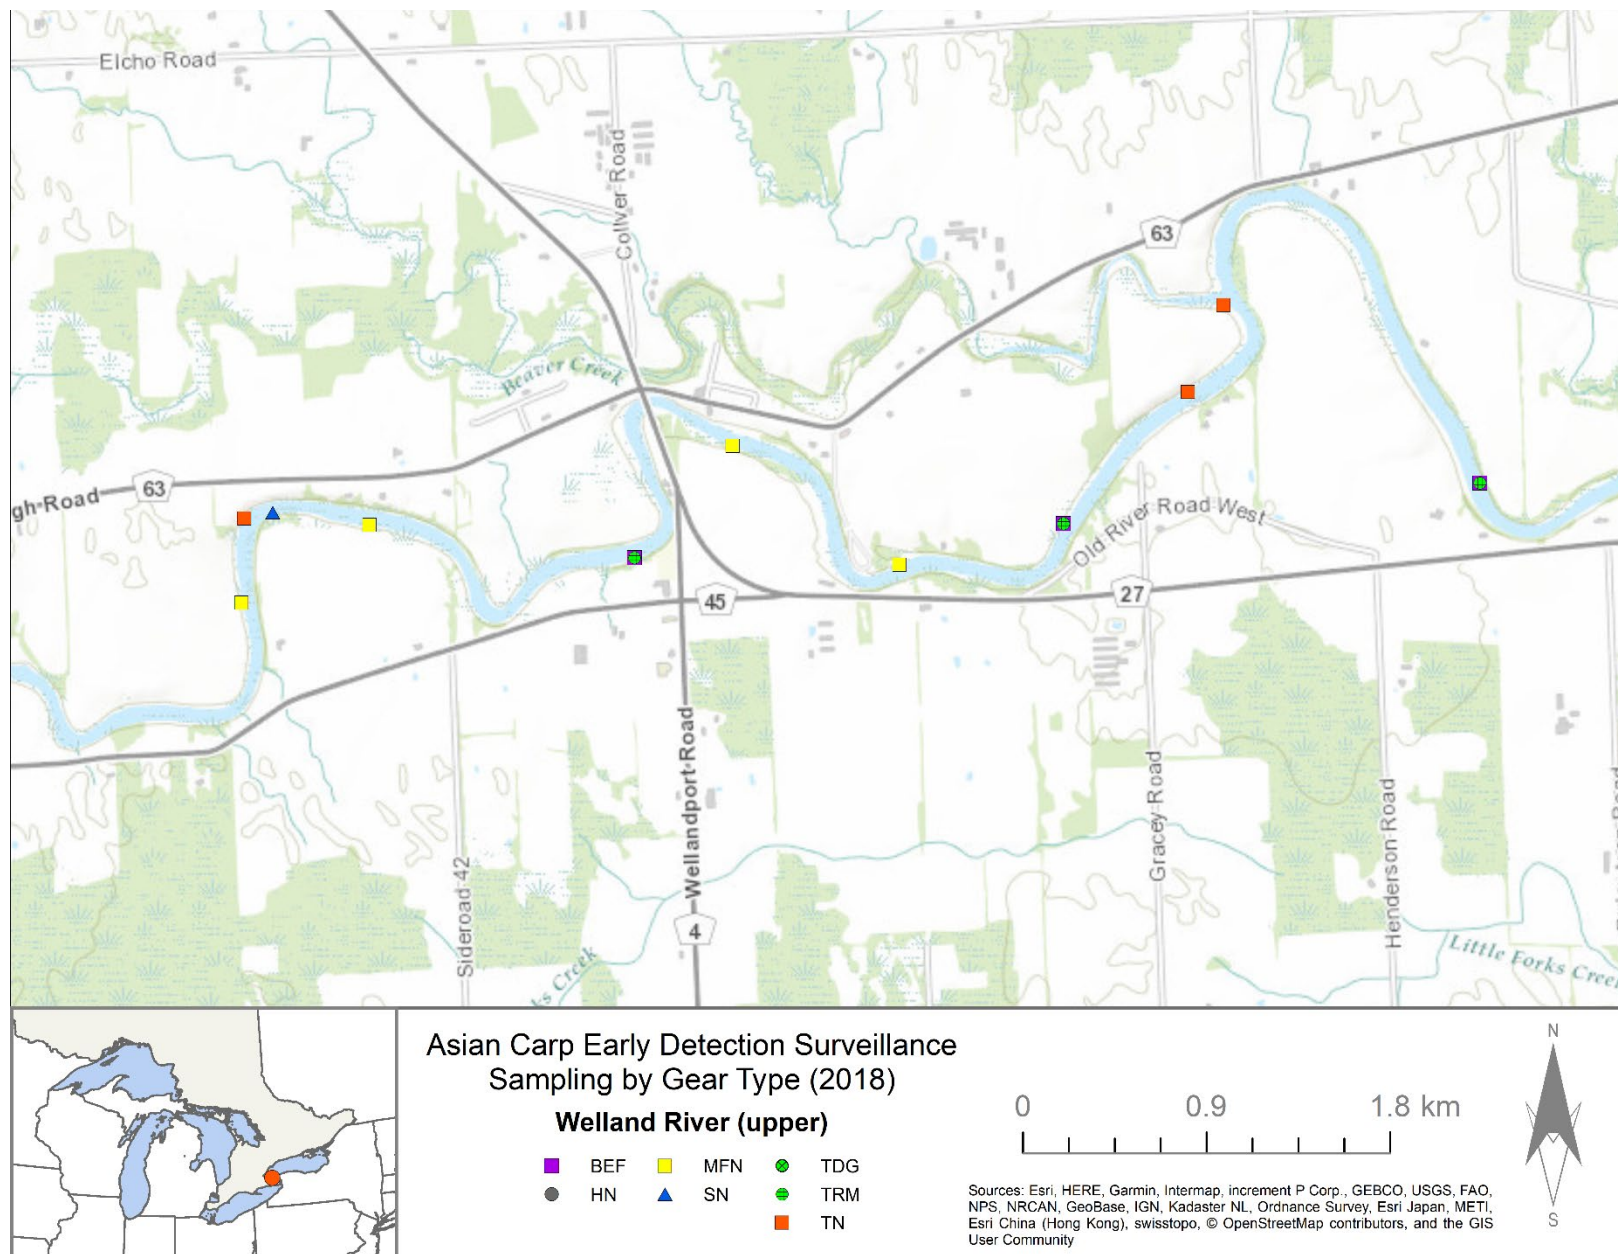 Elcho Road
Collver Road
63
Beaver Creek
63
gh Road
Old River Road West
45
27
Wellandport Road
Gracey Road
Henderson Road
Sideroad 42
4
ks Creek
Little Forks Creek
Asian Carp Early Detection Surveillance
Sampling by Gear Type (2018)
Welland River (upper)
BEF MFN TDG
HN SN TRM
TN
0 0.9 1.8 km
N
S
Sources: Esri, HERE, Garmin, Intermap, increment P Corp., GEBCO, USGS, FAO,
NPS, NRCAN, GeoBase, IGN, Kadaster NL, Ordnance Survey, Esri Japan, METI,
Esri China (Hong Kong), swisstopo, © OpenStreetMap contributors, and the GIS
User Community